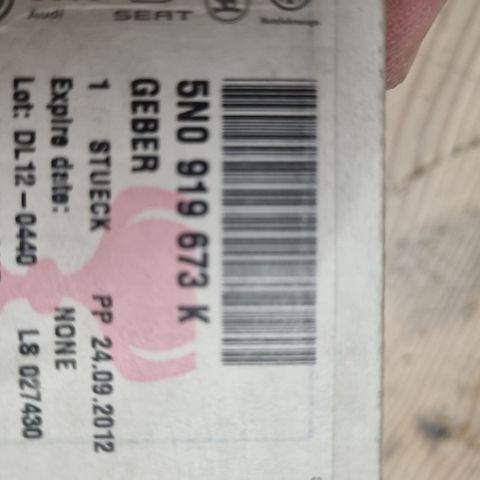 Audi SEAT
5N0 919 673 K
GEBER
1 STUECK PP 24.09.2012
Expire date: NONE
Lot: DL12-0440 L8 027430